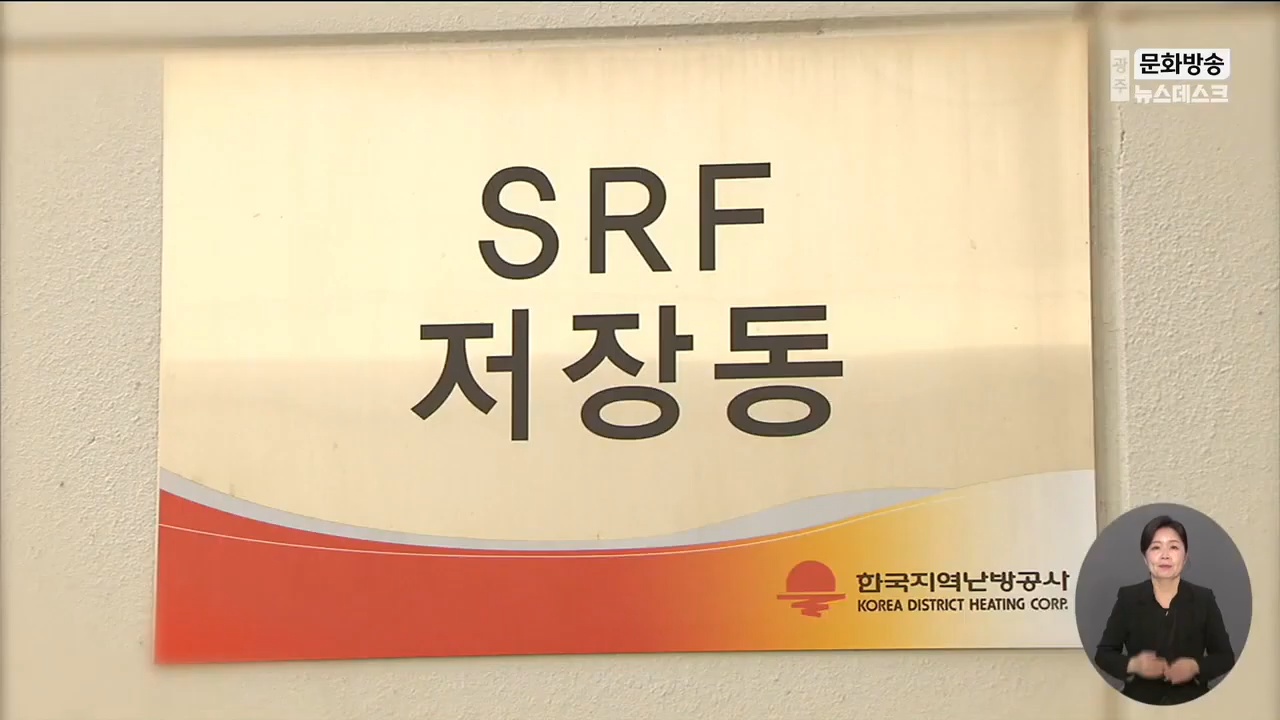 광주
문화방송
뉴스데스크
SRF
저장동
한국지역난방공사
KOREA DISTRICT HEATING CORP.